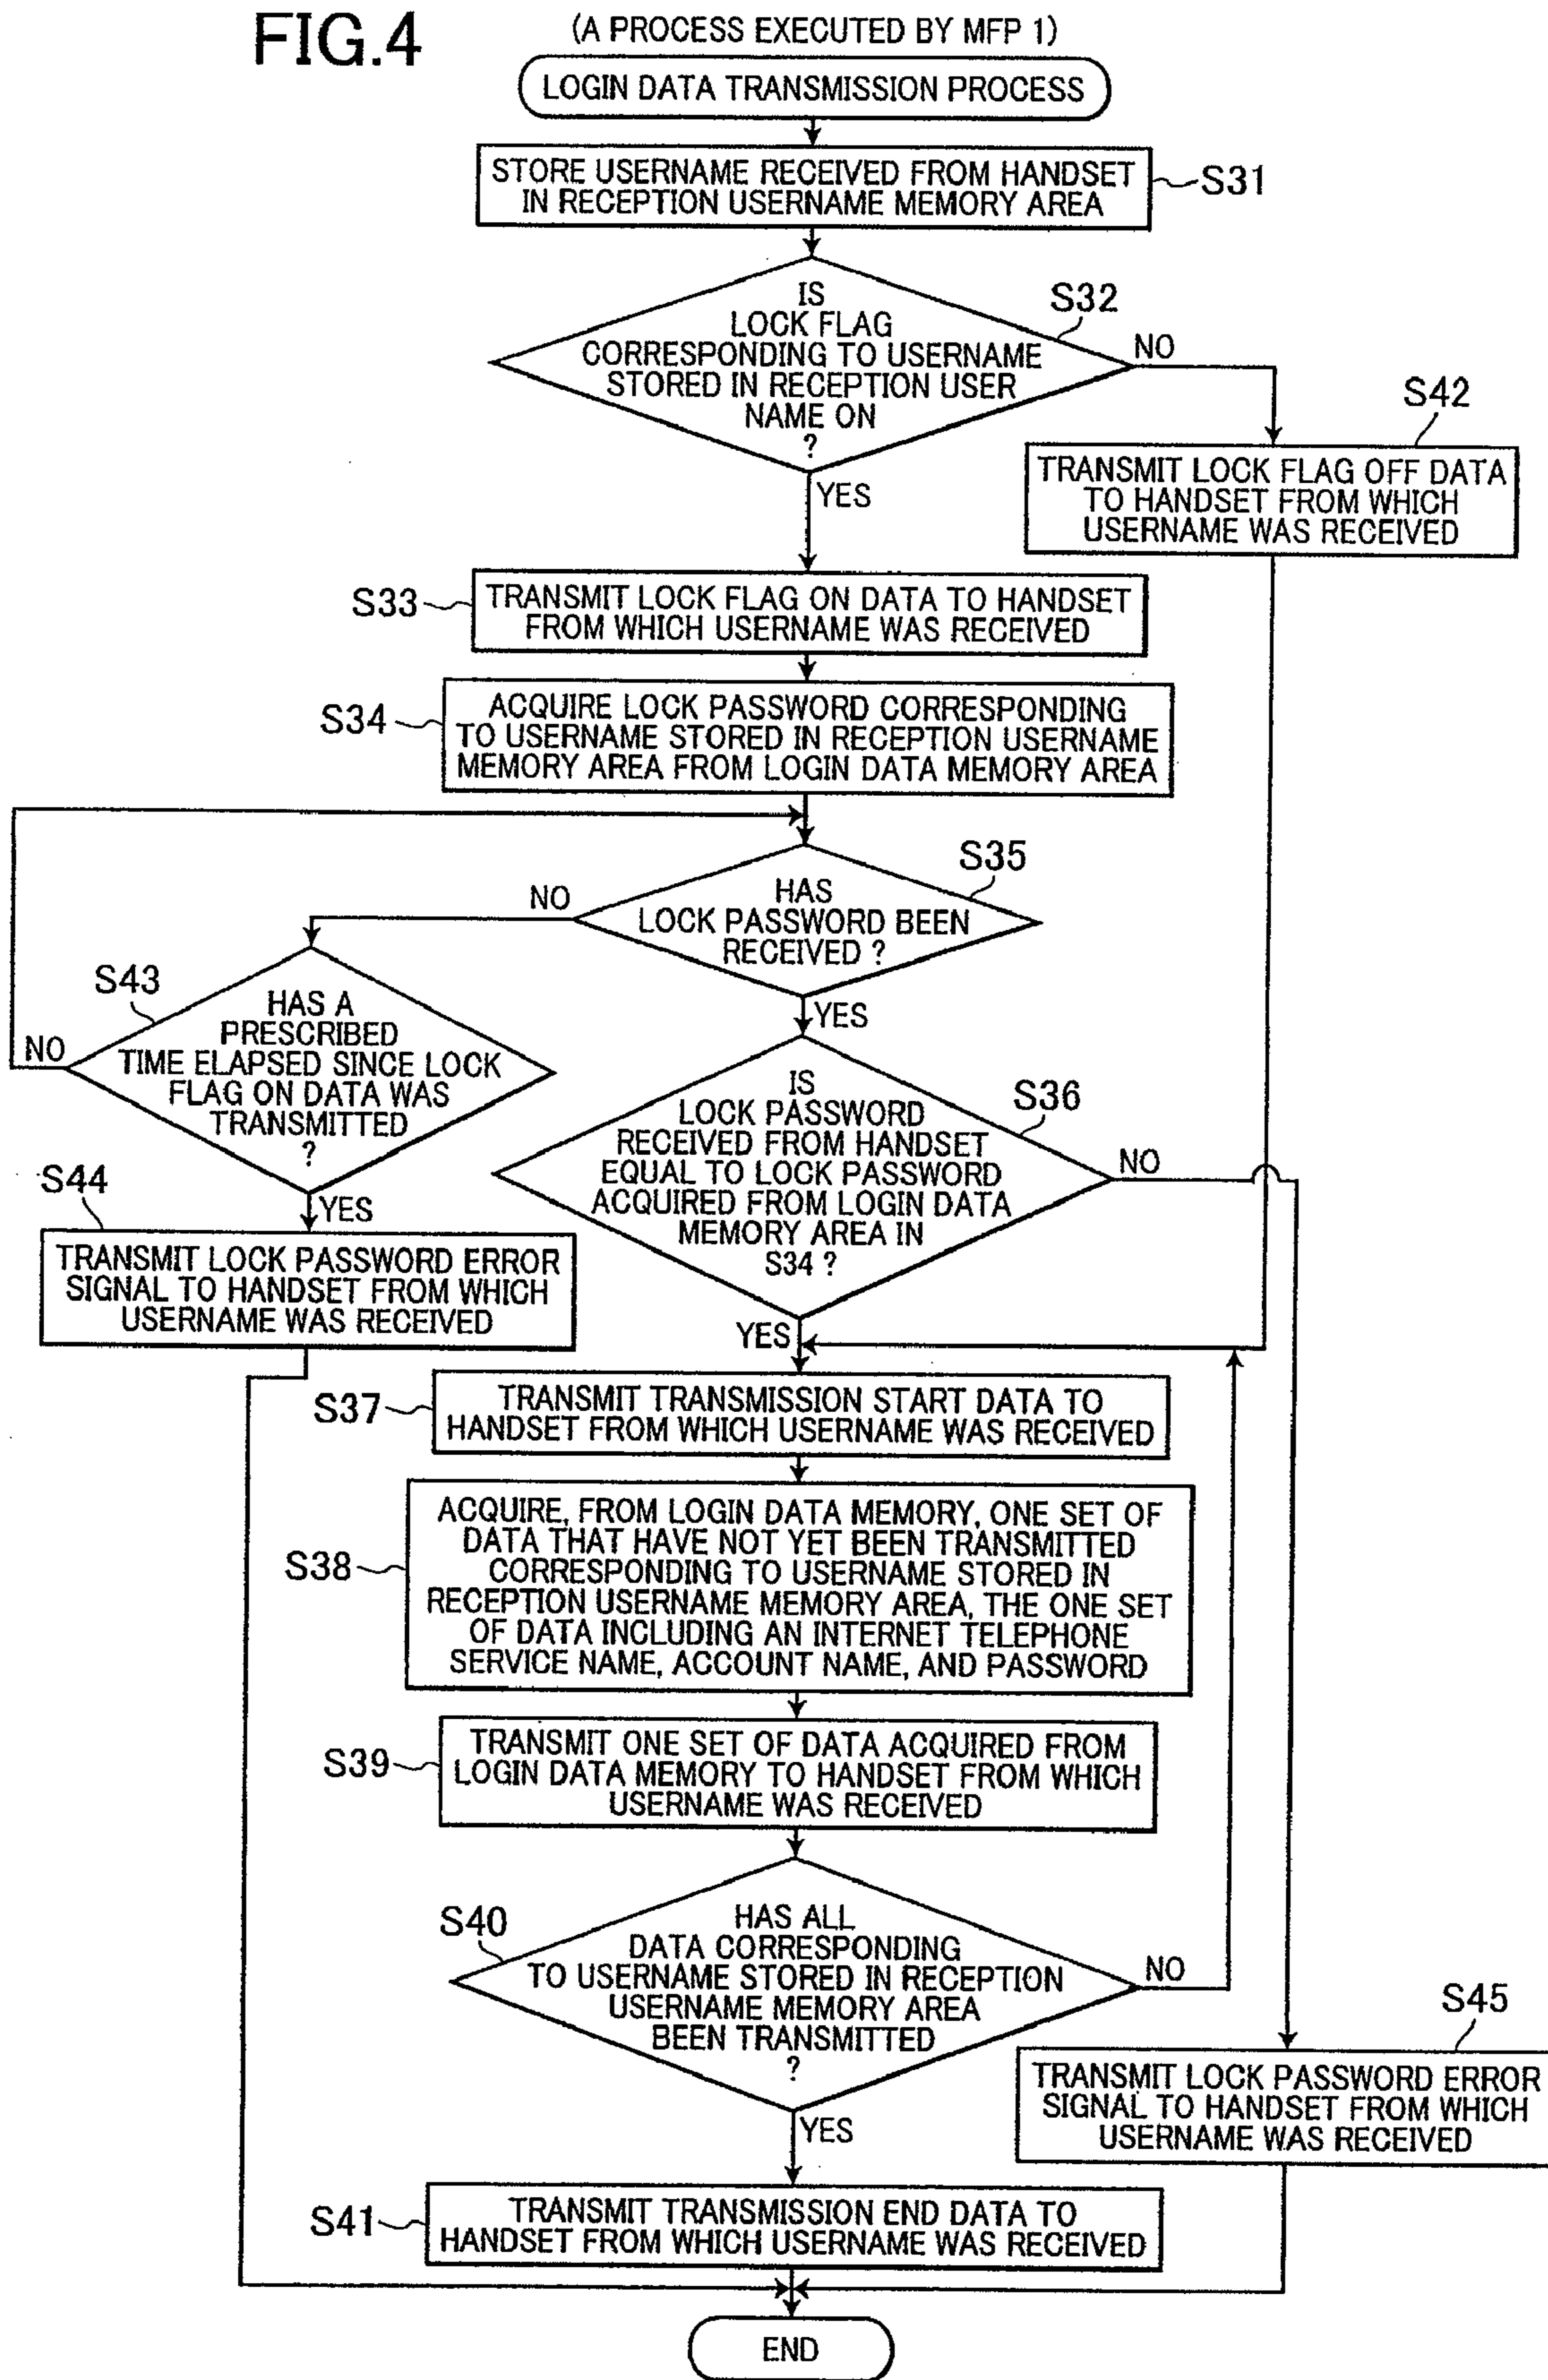 FIG.4
(A PROCESS EXECUTED BY MFP 1)
LOGIN DATA TRANSMISSION PROCESS
STORE USERNAME RECEIVED FROM HANDSET
IN RECEPTION USERNAME MEMORY AREA
S31
IS
LOCK FLAG
CORRESPONDING TO USERNAME
STORED IN RECEPTION USER
NAME ON
?
S32
NO
YES
S42
TRANSMIT LOCK FLAG OFF DATA
TO HANDSET FROM WHICH
USERNAME WAS RECEIVED
S33
TRANSMIT LOCK FLAG ON DATA TO HANDSET
FROM WHICH USERNAME WAS RECEIVED
S34
ACQUIRE LOCK PASSWORD CORRESPONDING
TO USERNAME STORED IN RECEPTION USERNAME
MEMORY AREA FROM LOGIN DATA MEMORY AREA
S35
HAS
LOCK PASSWORD BEEN
RECEIVED ?
NO
YES
S43
HAS A
PRESCRIBED
TIME ELAPSED SINCE LOCK
FLAG ON DATA WAS
TRANSMITTED
?
NO
YES
S36
IS
LOCK PASSWORD
RECEIVED FROM HANDSET
EQUAL TO LOCK PASSWORD
ACQUIRED FROM LOGIN DATA
MEMORY AREA IN
S34 ?
NO
YES
S44
TRANSMIT LOCK PASSWORD ERROR
SIGNAL TO HANDSET FROM WHICH
USERNAME WAS RECEIVED
S37
TRANSMIT TRANSMISSION START DATA TO
HANDSET FROM WHICH USERNAME WAS RECEIVED
S38
ACQUIRE, FROM LOGIN DATA MEMORY, ONE SET OF
DATA THAT HAVE NOT YET BEEN TRANSMITTED
CORRESPONDING TO USERNAME STORED IN
RECEPTION USERNAME MEMORY AREA, THE ONE SET
OF DATA INCLUDING AN INTERNET TELEPHONE
SERVICE NAME, ACCOUNT NAME, AND PASSWORD
S39
TRANSMIT ONE SET OF DATA ACQUIRED FROM
LOGIN DATA MEMORY TO HANDSET FROM WHICH
USERNAME WAS RECEIVED
S40
HAS ALL
DATA CORRESPONDING
TO USERNAME STORED IN RECEPTION
USERNAME MEMORY AREA
BEEN TRANSMITTED
?
NO
YES
S45
TRANSMIT LOCK PASSWORD ERROR
SIGNAL TO HANDSET FROM WHICH
USERNAME WAS RECEIVED
S41
TRANSMIT TRANSMISSION END DATA TO
HANDSET FROM WHICH USERNAME WAS RECEIVED
END